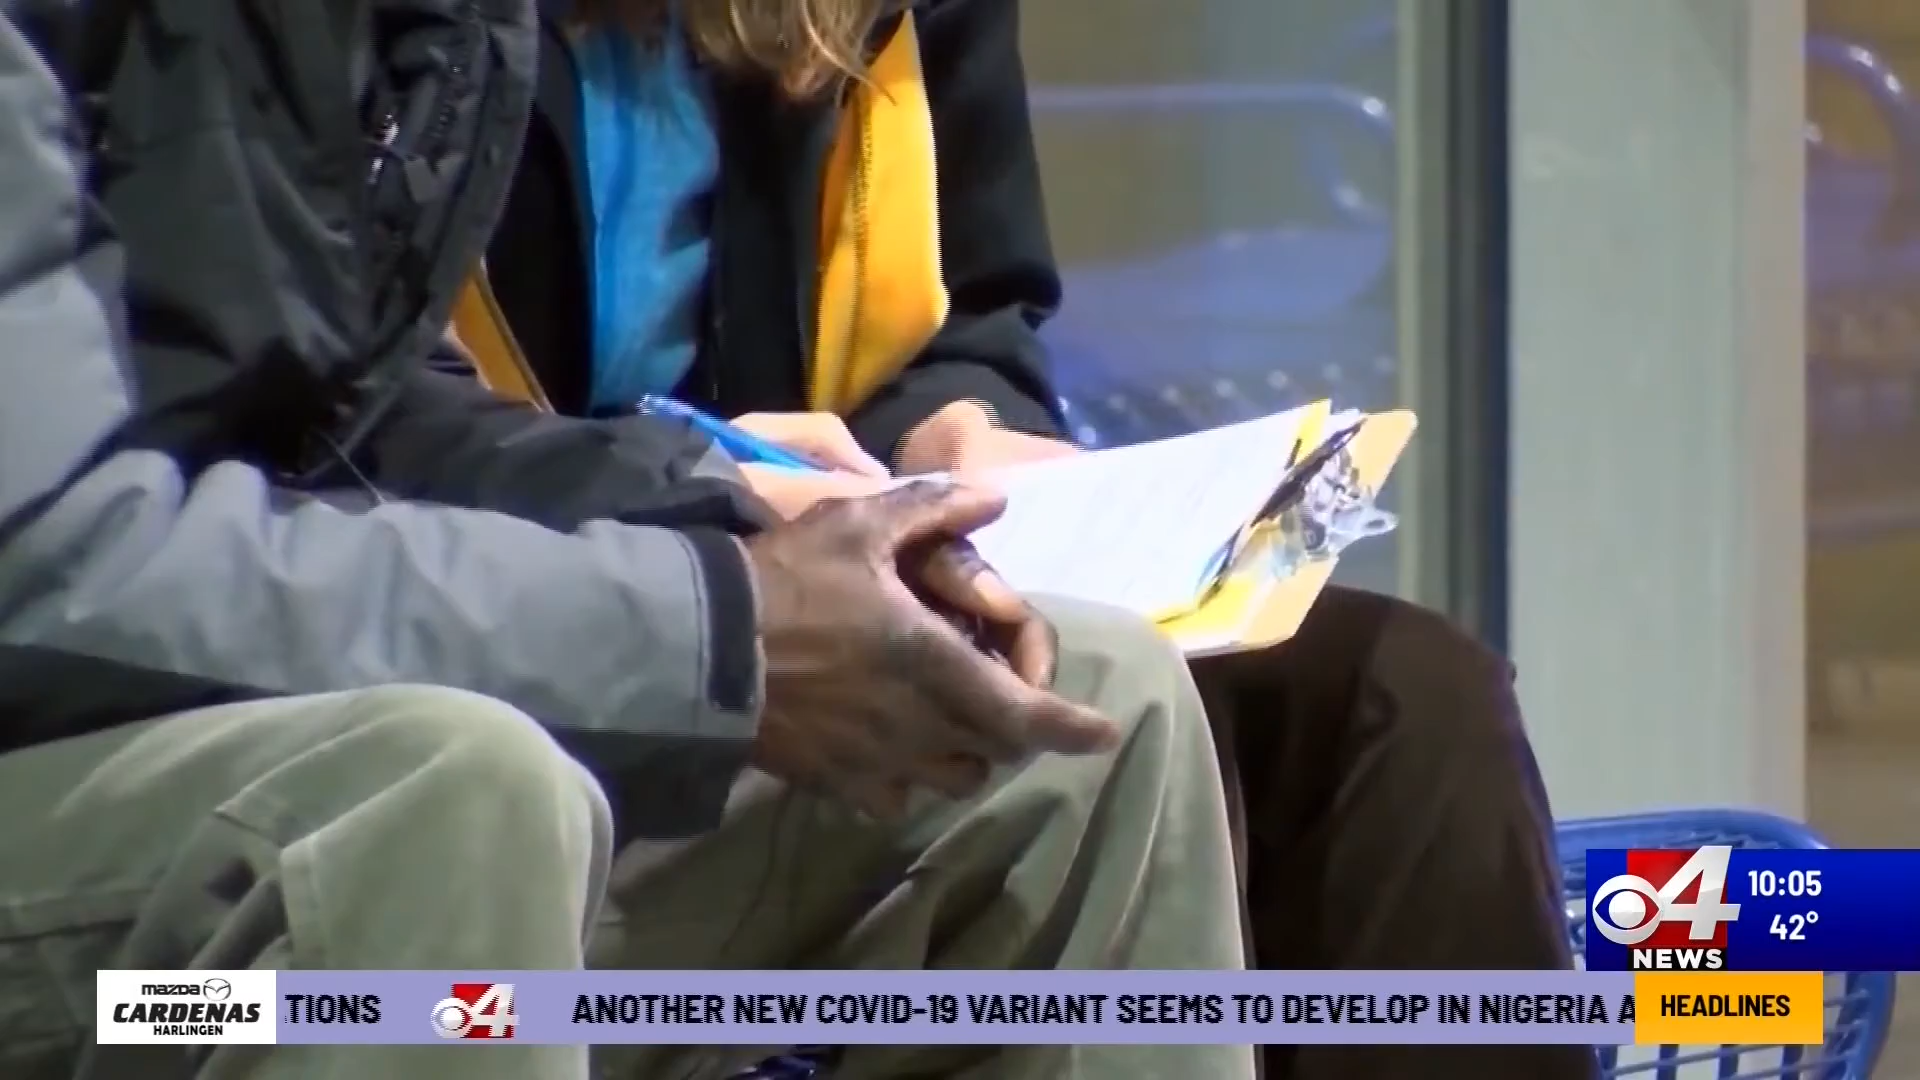 4
NEWS
10:05
42°
mazda
CARDENAS
HARLINGEN
TIONS
4
ANOTHER NEW COVID-19 VARIANT SEEMS TO DEVELOP IN NIGERIA A
HEADLINES